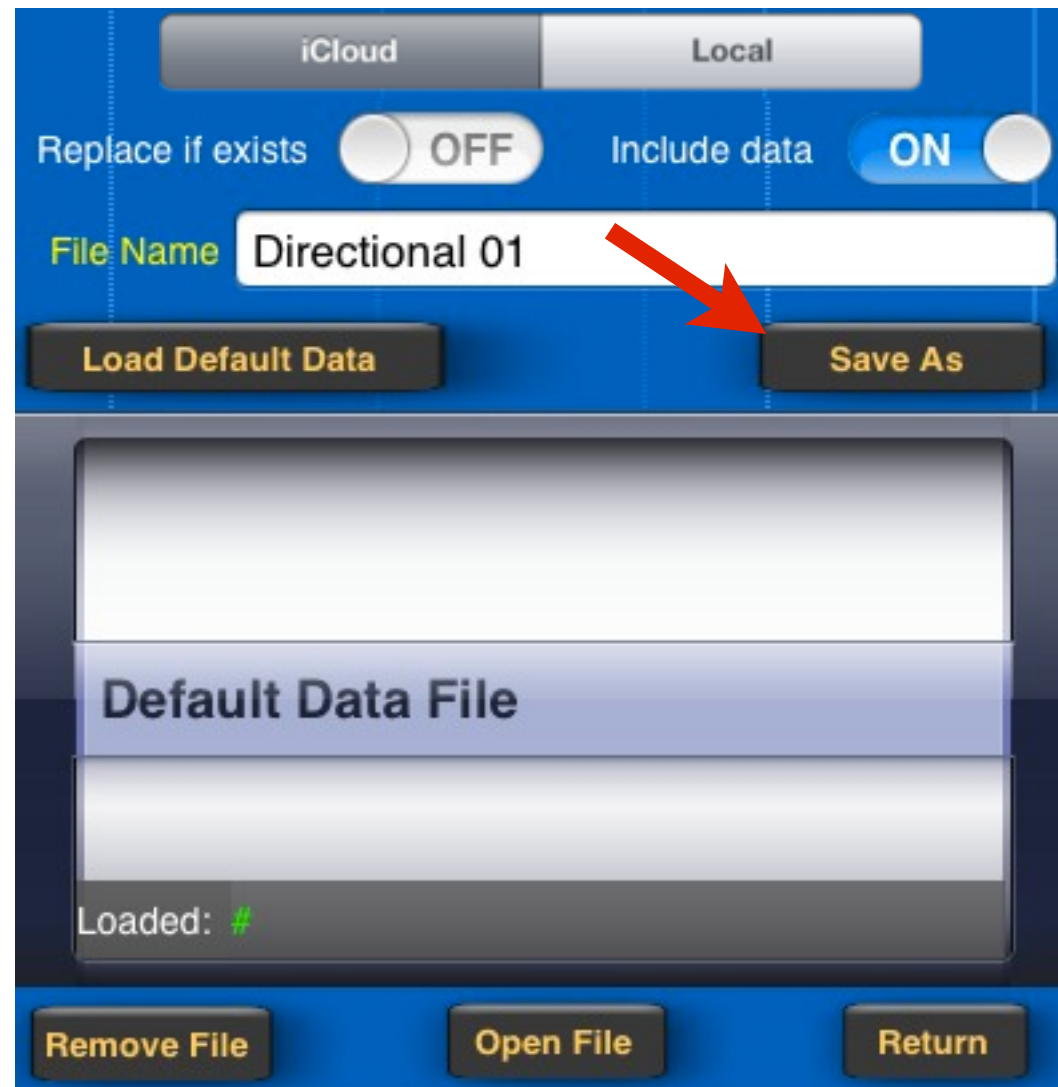 iCloud Local
Replace if exists OFF Include data ON
File Name Directional 01
Load Default Data Save As
Default Data File
Loaded: #
Remove File Open File Return